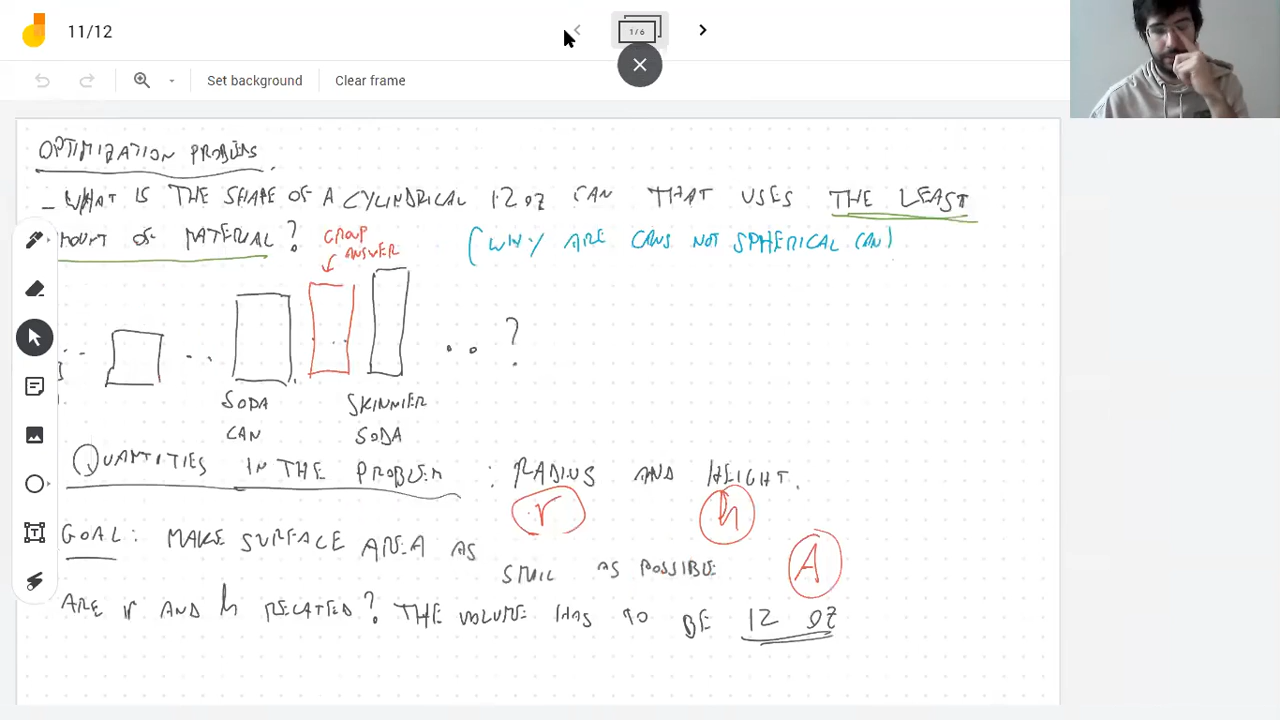 11/12
1/6
Set background
Clear frame
OPTIMIZATION PROBLEMS.
- WHAT IS THE SHAPE OF A CYLINDRICAL 12 OZ CAN THAT USES THE LEAST
MOUNT OF MATERIAL?
(WHY ARE CANS NOT SPHERICAL CAN)
GROUP
ANSWER
?
SODA
CAN
SKINNIER
SODA
QUANTITIES IN THE PROBLEM : RADIUS AND HEIGHT.
r h
GOAL: MAKE SURFACE AREA AS
AS POSSIBLE A
ARE r AND h RELATED? THE VOLUME HAS TO BE 12 OZ